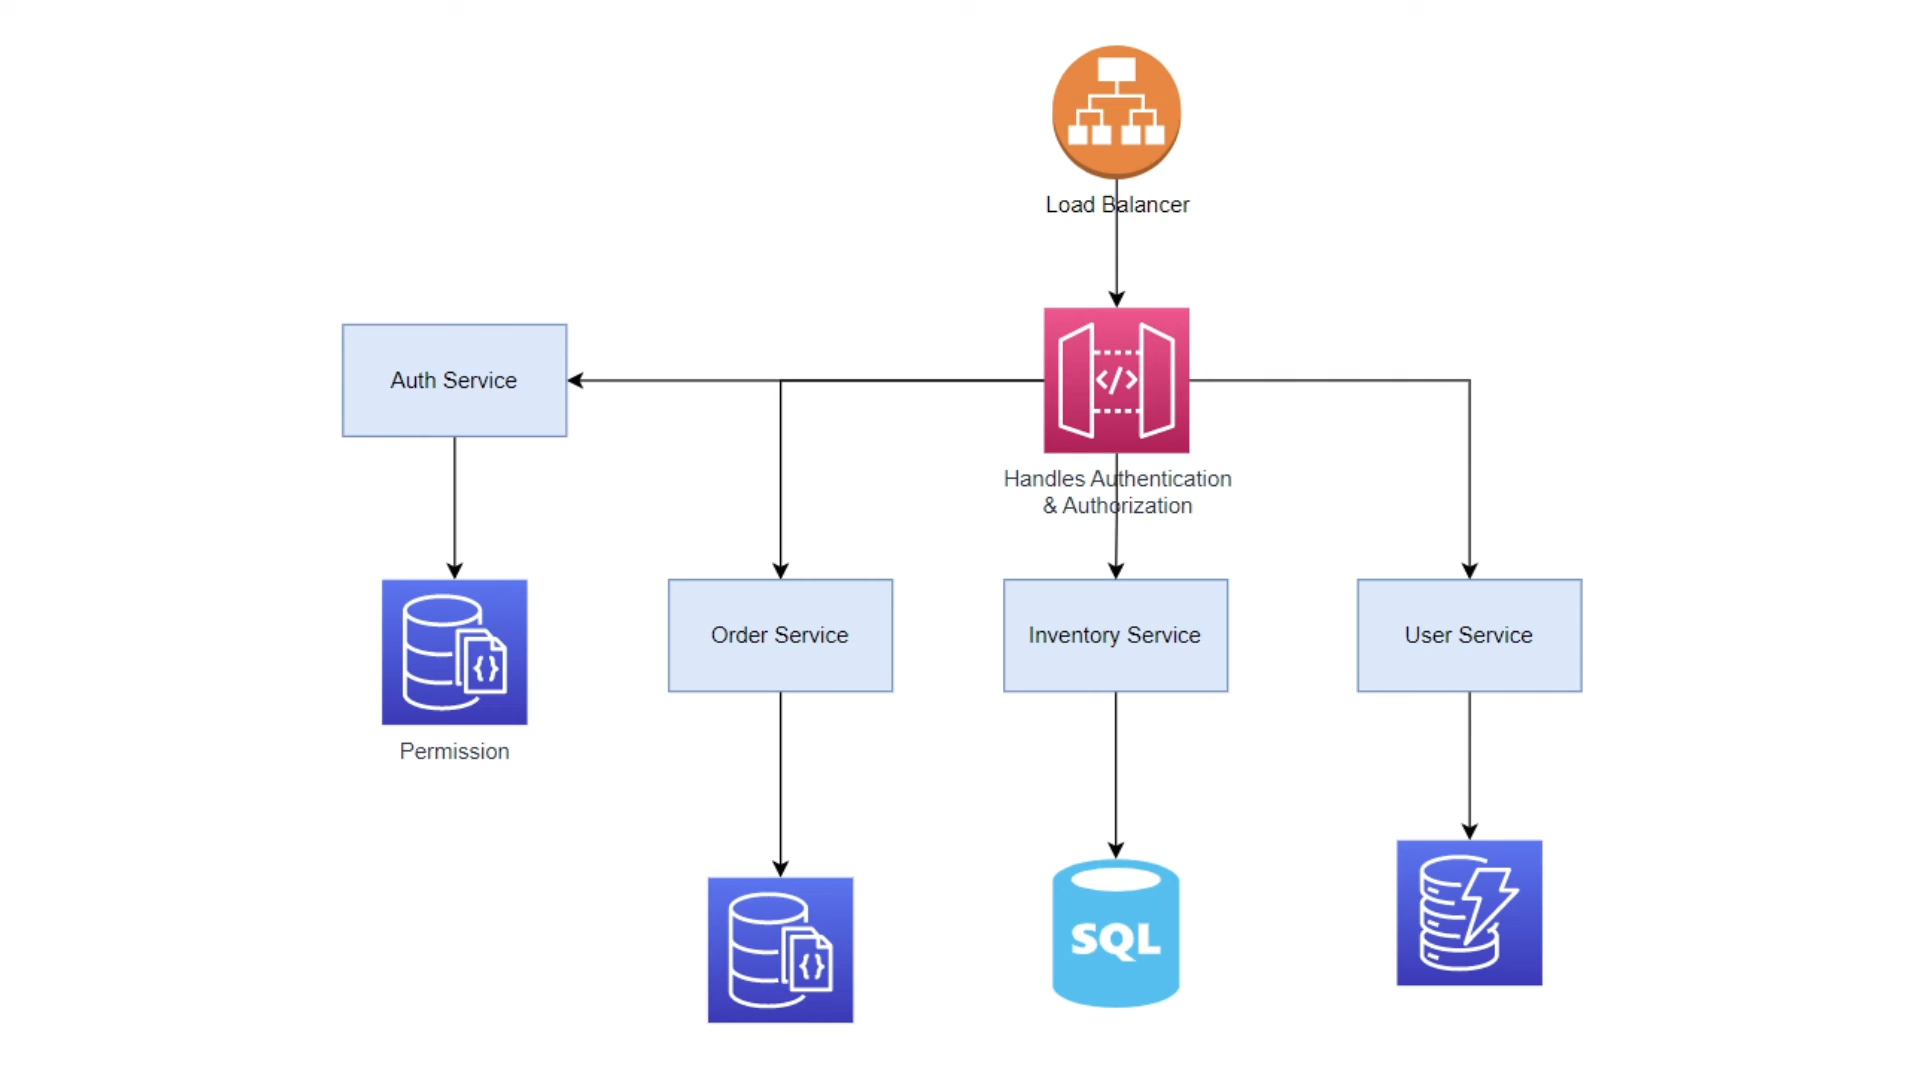 Load Balancer
Auth Service
</>
Handles Authentication
& Authorization
Order Service
Inventory Service
User Service
{}
Permission
{}
SQL